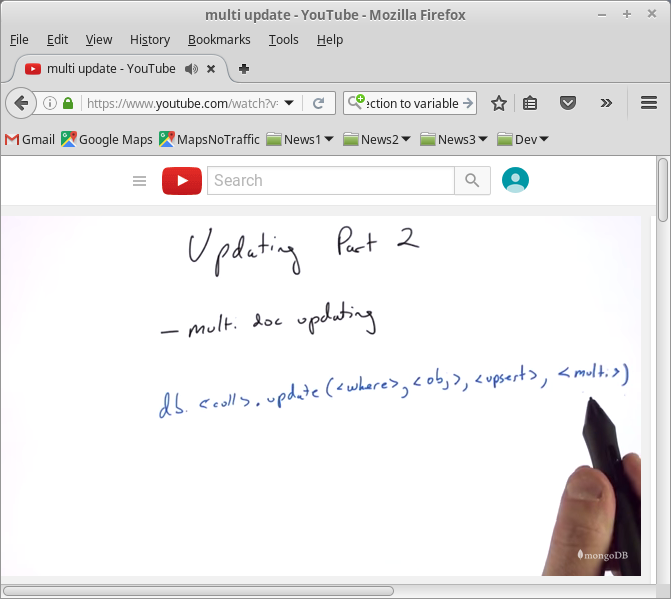 multi update - YouTube - Mozilla Firefox
File Edit View History Bookmarks Tools Help
multi update - YouTube
https://www.youtube.com/watch?v=
ection to variable
Gmail Google Maps MapsNoTraffic News1 News2 News3 Dev
Search
Updating Part 2
– multi doc updating
db. <coll>.update(<where>, <obj>, <upsert>, <multi>)
mongoDB